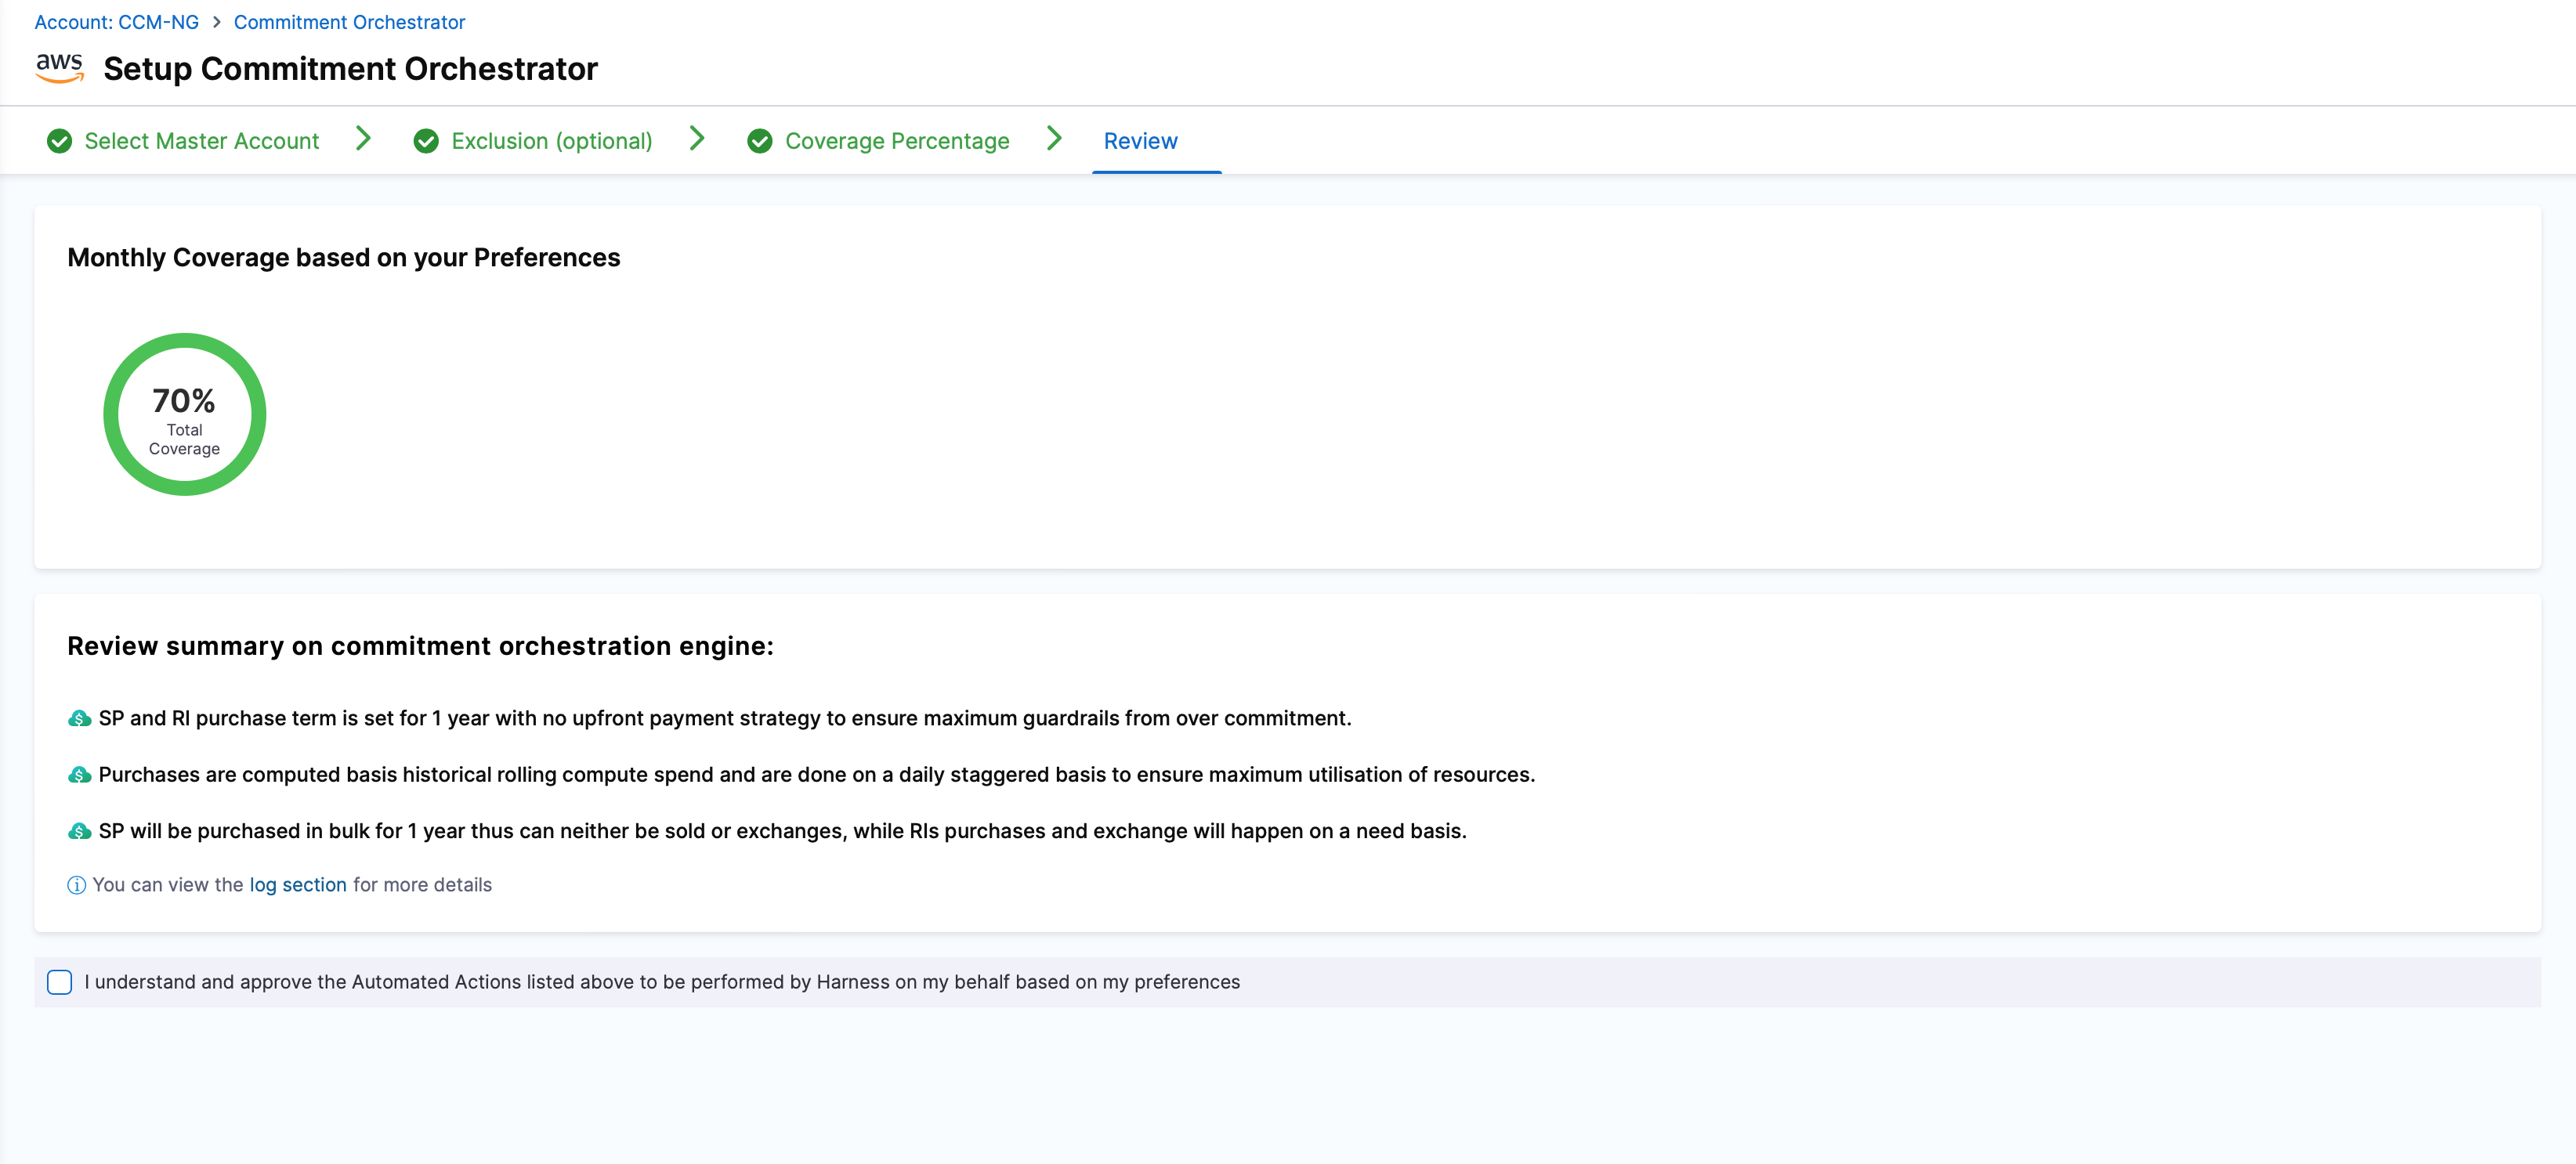 Account: CCM-NG > Commitment Orchestrator
aws Setup Commitment Orchestrator
Select Master Account > Exclusion (optional) > Coverage Percentage > Review
Monthly Coverage based on your Preferences
70%
Total
Coverage
Review summary on commitment orchestration engine:
SP and RI purchase term is set for 1 year with no upfront payment strategy to ensure maximum guardrails from over commitment.
Purchases are computed basis historical rolling compute spend and are done on a daily staggered basis to ensure maximum utilisation of resources.
SP will be purchased in bulk for 1 year thus can neither be sold or exchanges, while RIs purchases and exchange will happen on a need basis.
You can view the log section for more details
I understand and approve the Automated Actions listed above to be performed by Harness on my behalf based on my preferences